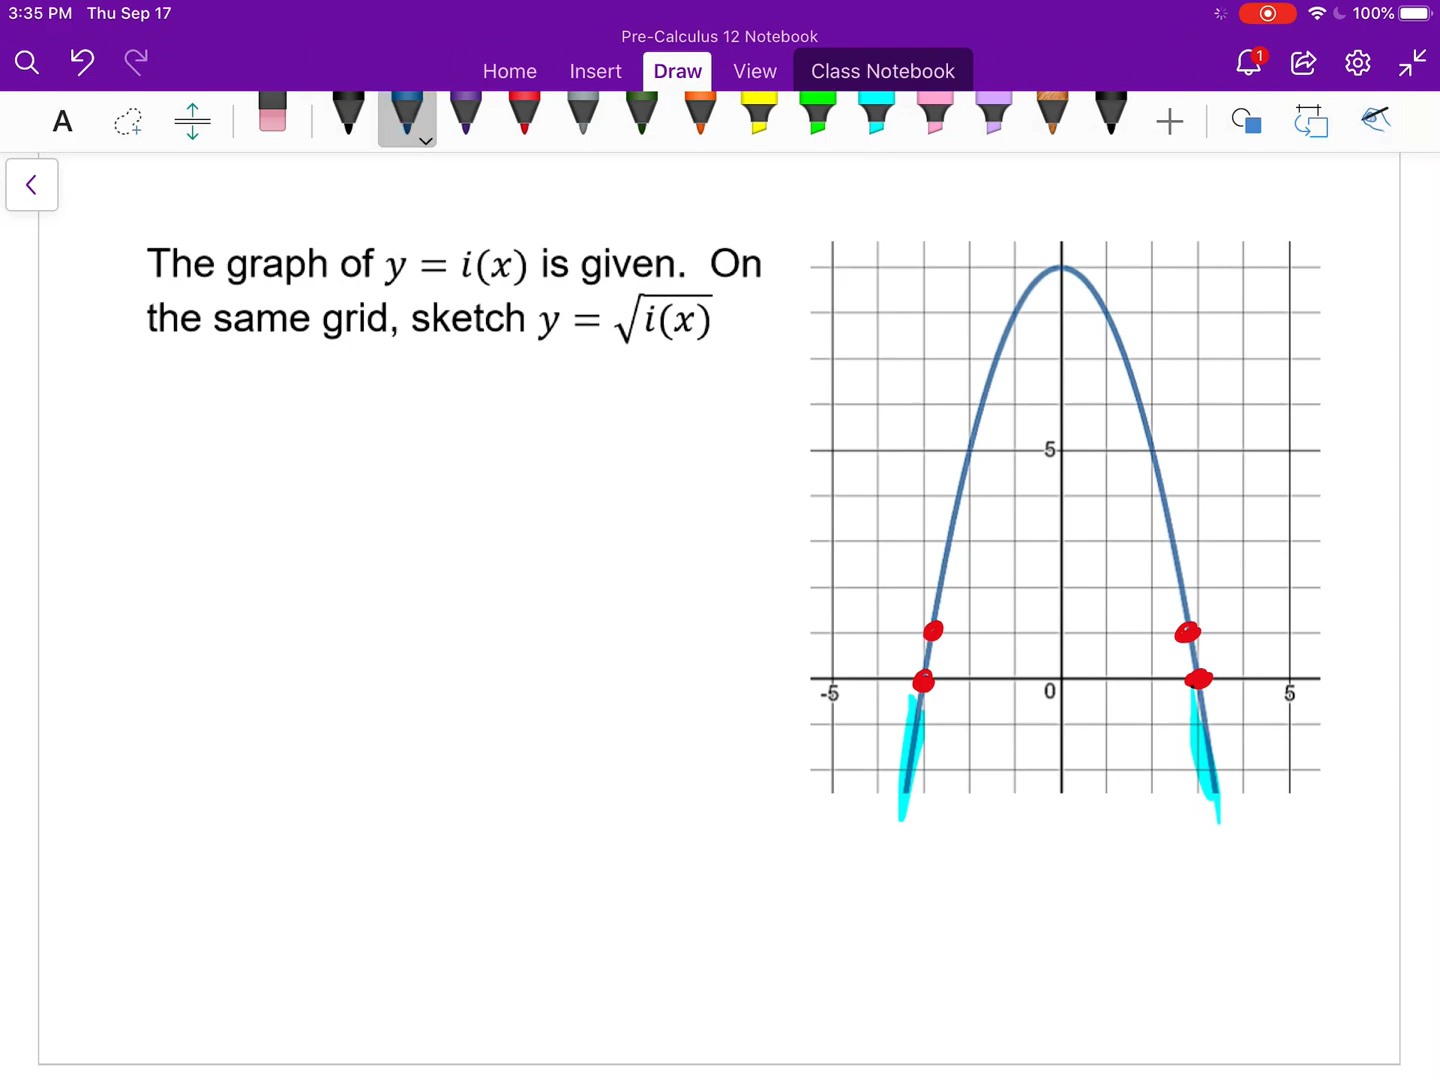 3:35 PM Thu Sep 17
100%
Pre-Calculus 12 Notebook
Home Insert Draw View Class Notebook
1
A
The graph of y = i(x) is given. On
the same grid, sketch y = √i(x)
5
-5 0 5